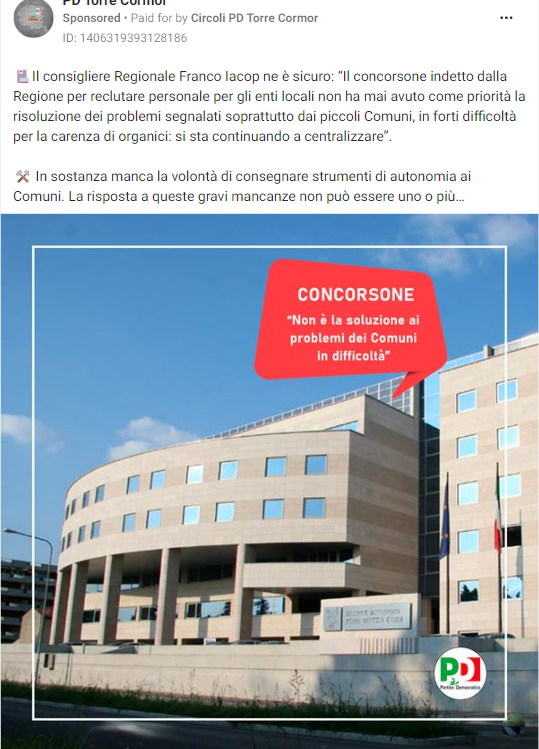 PD Torre Cormor
Sponsored • Paid for by Circoli PD Torre Cormor
ID: 1406319393128186
Il consigliere Regionale Franco Iacop ne è sicuro: “Il concorsone indetto dalla
Regione per reclutare personale per gli enti locali non ha mai avuto come priorità la
risoluzione dei problemi segnalati soprattutto dai piccoli Comuni, in forti difficoltà
per la carenza di organici: si sta continuando a centralizzare”.
In sostanza manca la volontà di consegnare strumenti di autonomia ai
Comuni. La risposta a queste gravi mancanze non può essere uno o più...
CONCORSONE
“Non è la soluzione ai
problemi dei Comuni
in difficoltà”
REGIONE AUTONOMA
FRIULI VENEZIA GIULIA
PD
Partito Democratico